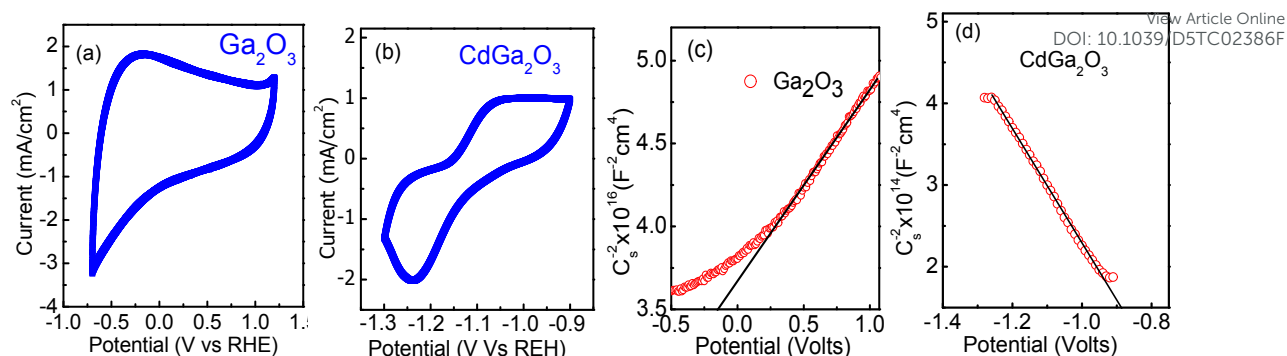 View Article Online
DOI: 10.1039/D5TC02386F
(a)
Ga₂O₃
2
1
0
-1
-2
-3
-4
Current (mA/cm²)
-1.0 -0.5 0.0 0.5 1.0 1.5
Potential (V vs RHE)
(b)
CdGa₂O₃
2
1
0
-1
-2
Current (mA/cm²)
-1.3 -1.2 -1.1 -1.0 -0.9
Potential (V Vs REH)
(c)
Ga₂O₃
5.0
4.5
4.0
3.5
Cₛ⁻²x10¹⁶(F⁻²cm⁴)
-0.5 0.0 0.5 1.0
Potential (Volts)
(d)
CdGa₂O₃
5
4
3
2
Cₛ⁻²x10¹⁴(F⁻²cm⁴)
-1.4 -1.2 -1.0 -0.8
Potential (Volts)